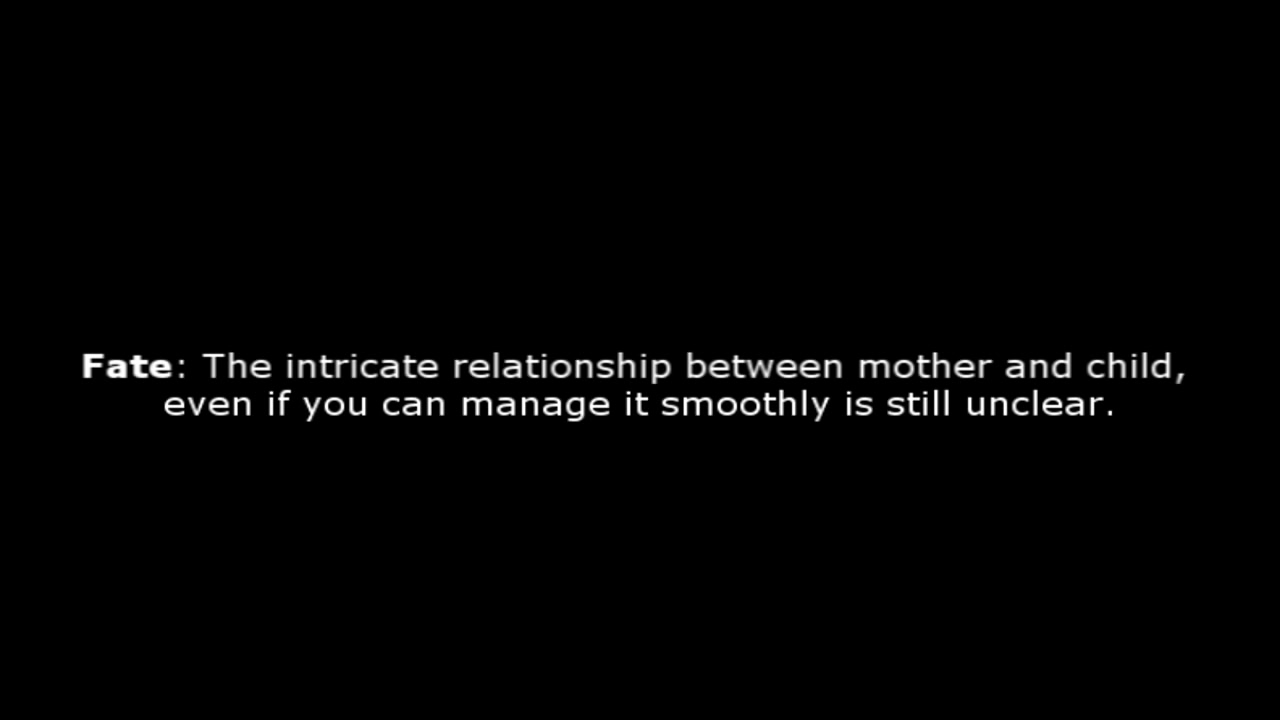 Fate: The intricate relationship between mother and child,
even if you can manage it smoothly is still unclear.